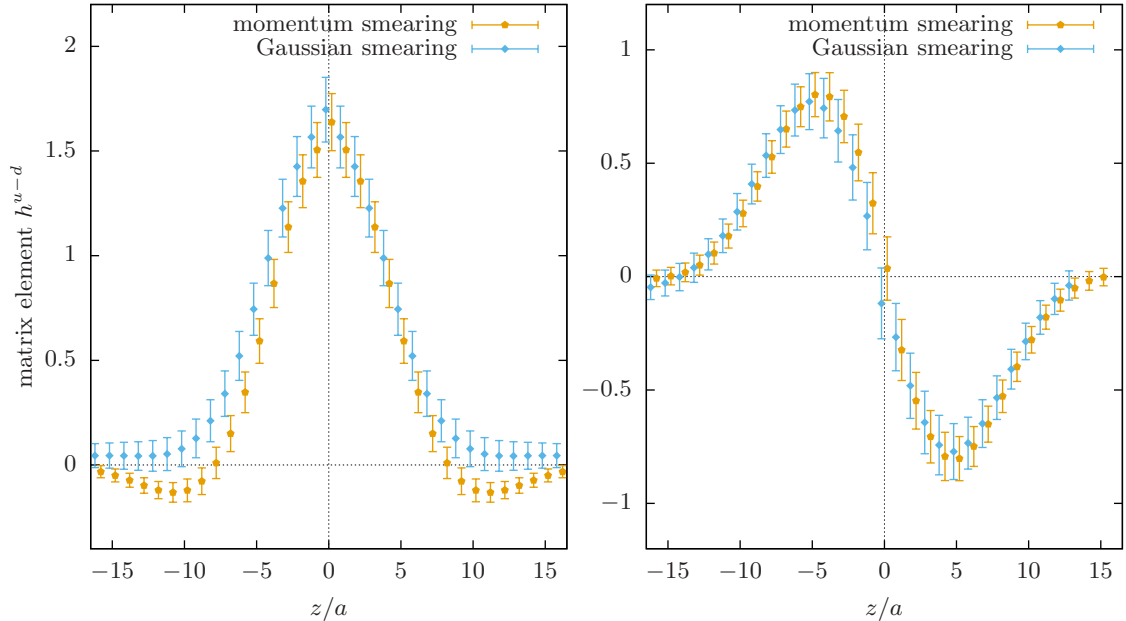 momentum smearing
Gaussian smearing
2
1.5
1
0.5
0
−15 −10 −5 0 5 10 15
z/a
matrix element h^{u−d}
momentum smearing
Gaussian smearing
1
0.5
0
−0.5
−1
−15 −10 −5 0 5 10 15
z/a